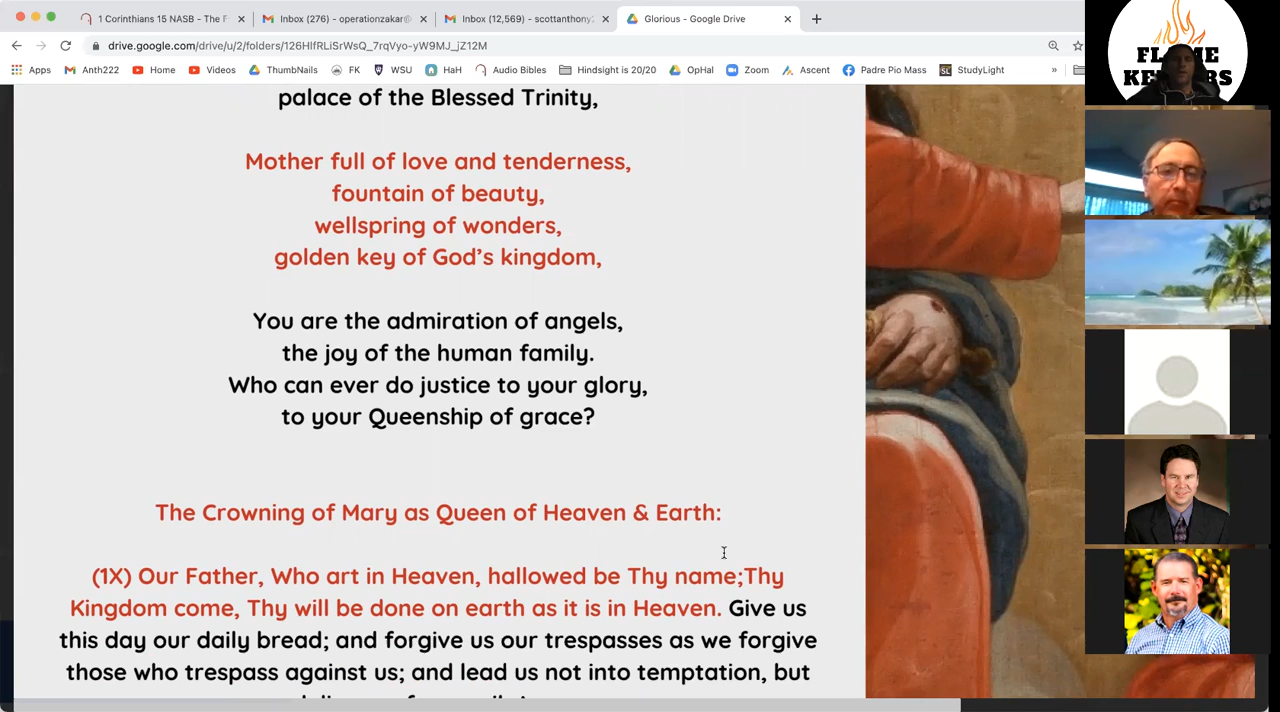 1 Corinthians 15 NASB - The F
Inbox (276) - operationzakar@
Inbox (12,569) - scottanthony
Glorious - Google Drive
drive.google.com/drive/u/2/folders/126HIfRLiSrWsQ_7rqVyo-yW9MJ_jZ12M
Apps Anth222 Home Videos ThumbNails FK WSU HaH Audio Bibles Hindsight is 20/20 OpHal Zoom Ascent Padre Pio Mass StudyLight »
palace of the Blessed Trinity,
Mother full of love and tenderness,
fountain of beauty,
wellspring of wonders,
golden key of God's kingdom,
You are the admiration of angels,
the joy of the human family.
Who can ever do justice to your glory,
to your Queenship of grace?
The Crowning of Mary as Queen of Heaven & Earth:
(1X) Our Father, Who art in Heaven, hallowed be Thy name;Thy
Kingdom come, Thy will be done on earth as it is in Heaven. Give us
this day our daily bread; and forgive us our trespasses as we forgive
those who trespass against us; and lead us not into temptation, but